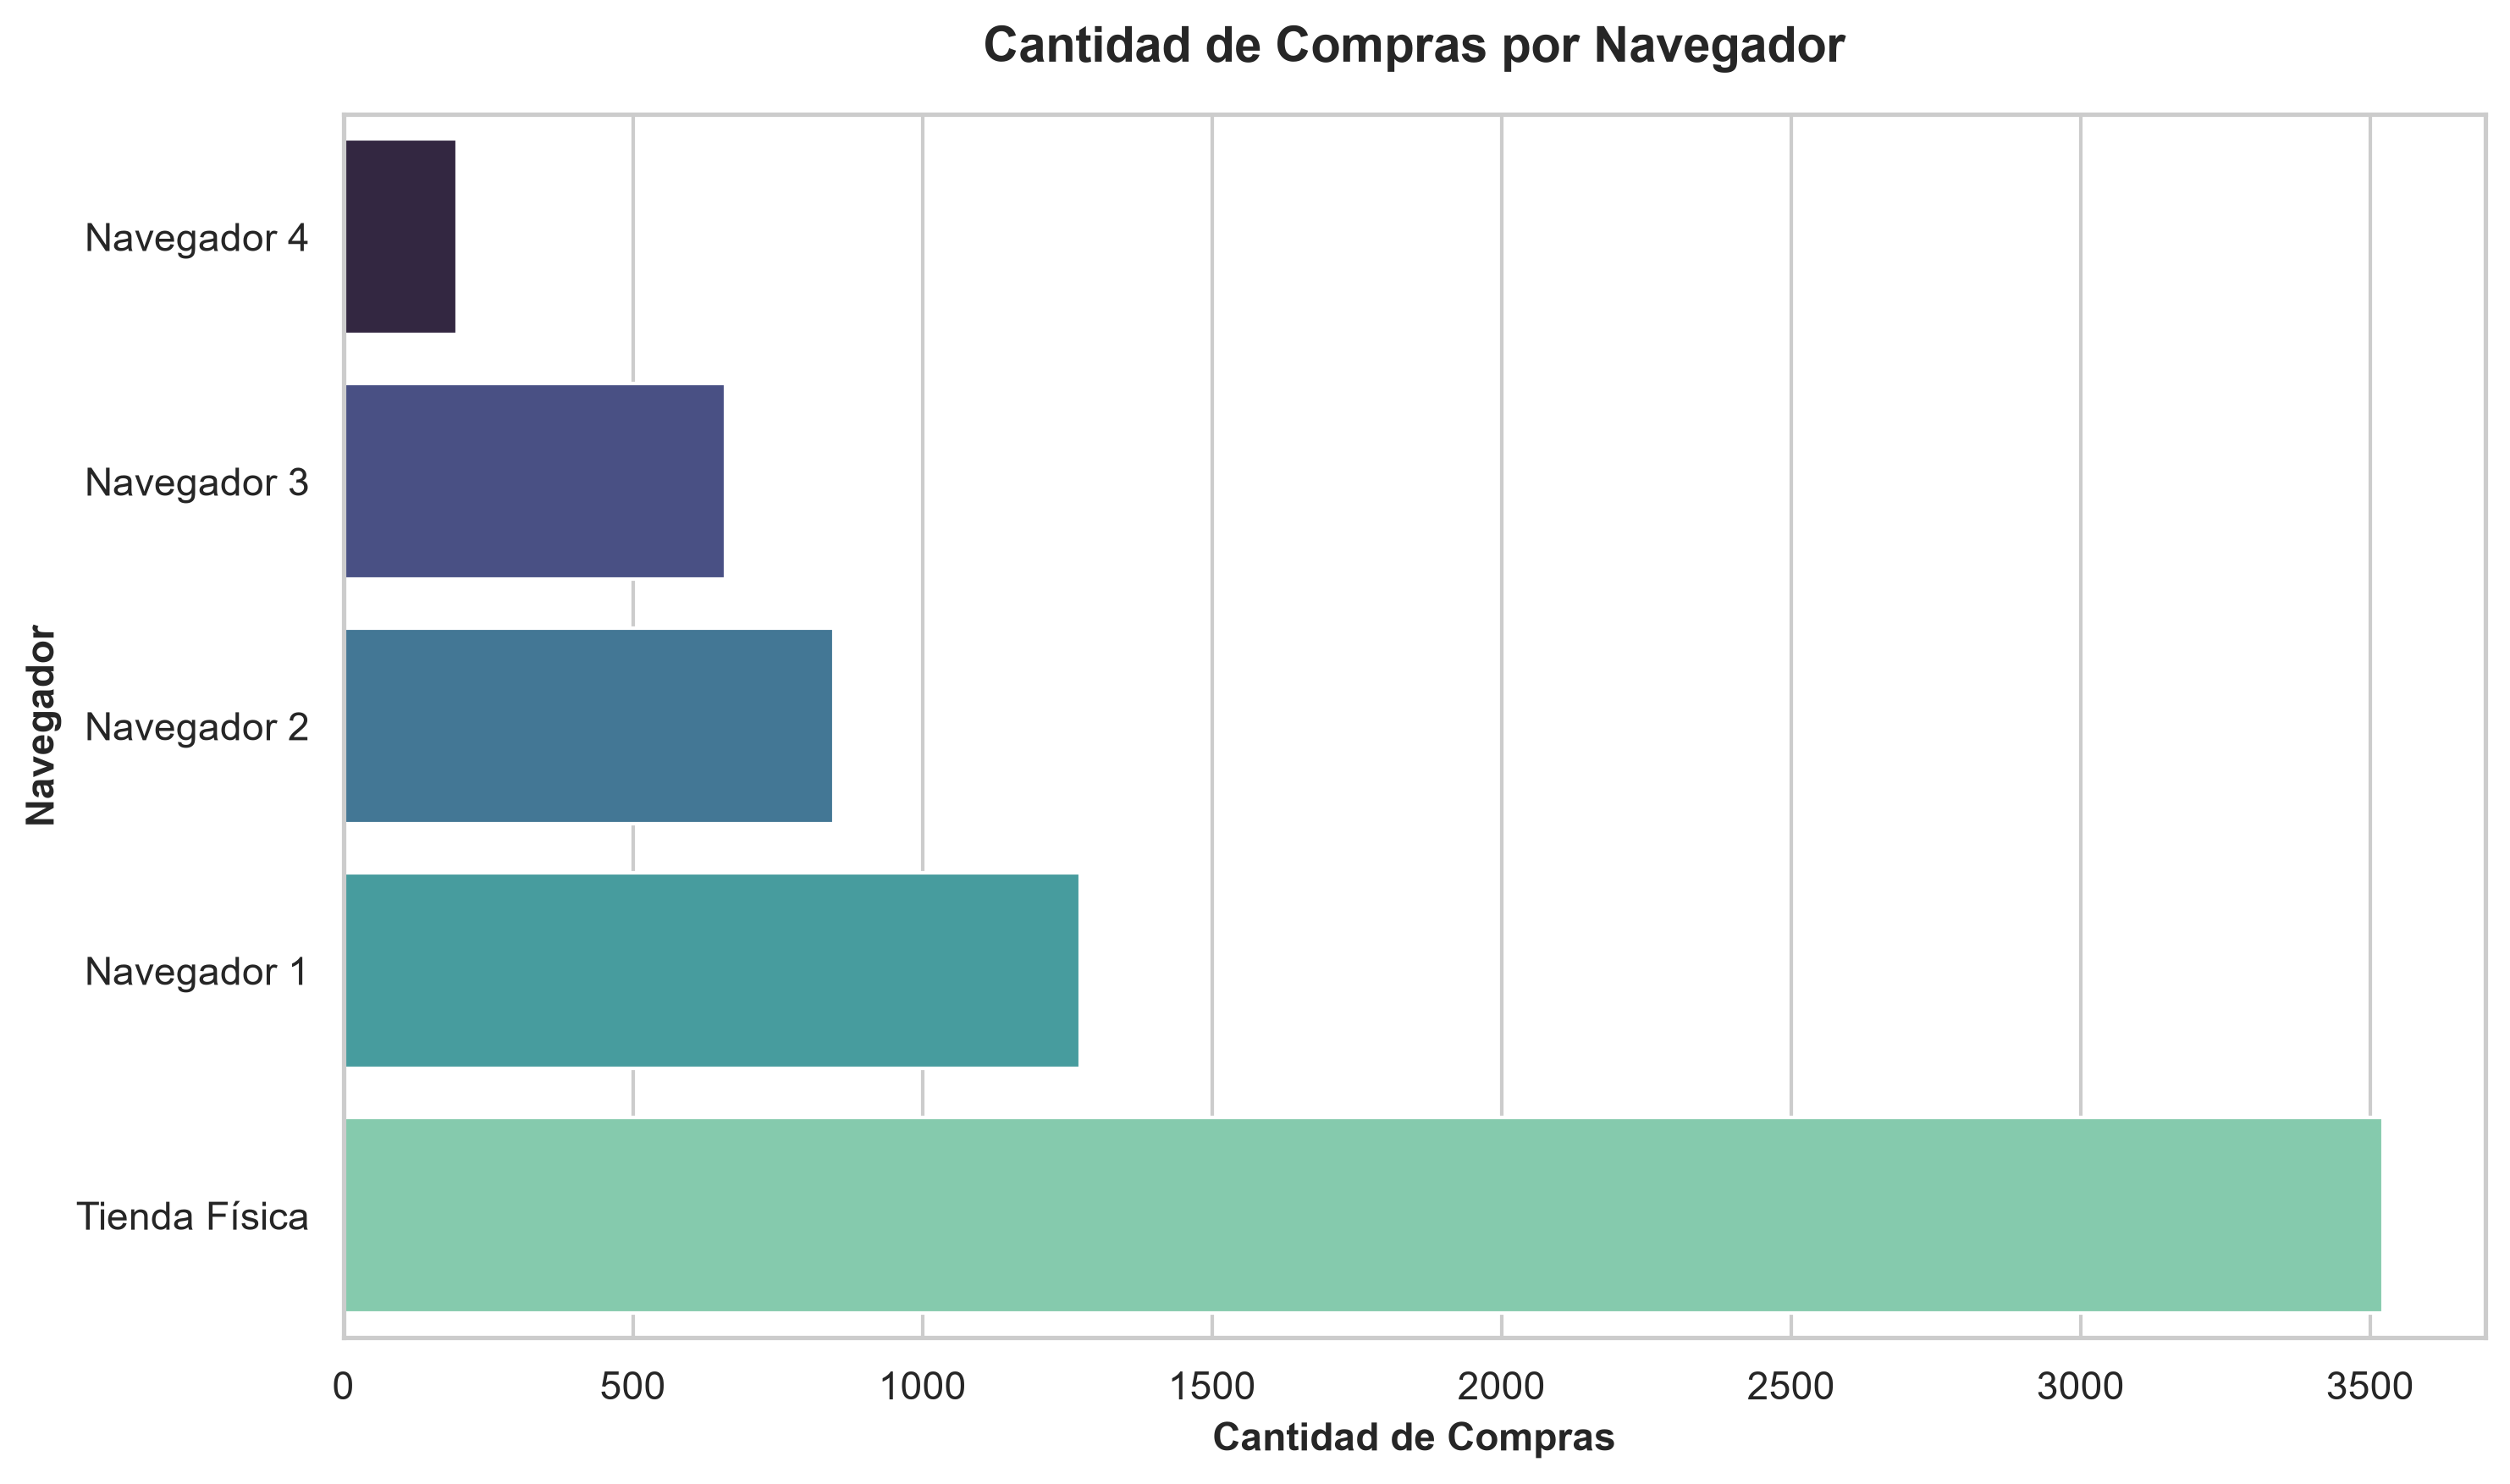 Cantidad de Compras por Navegador
Navegador 4
Navegador 3
Navegador 2
Navegador 1
Tienda Física
Navegador
0 500 1000 1500 2000 2500 3000 3500
Cantidad de Compras